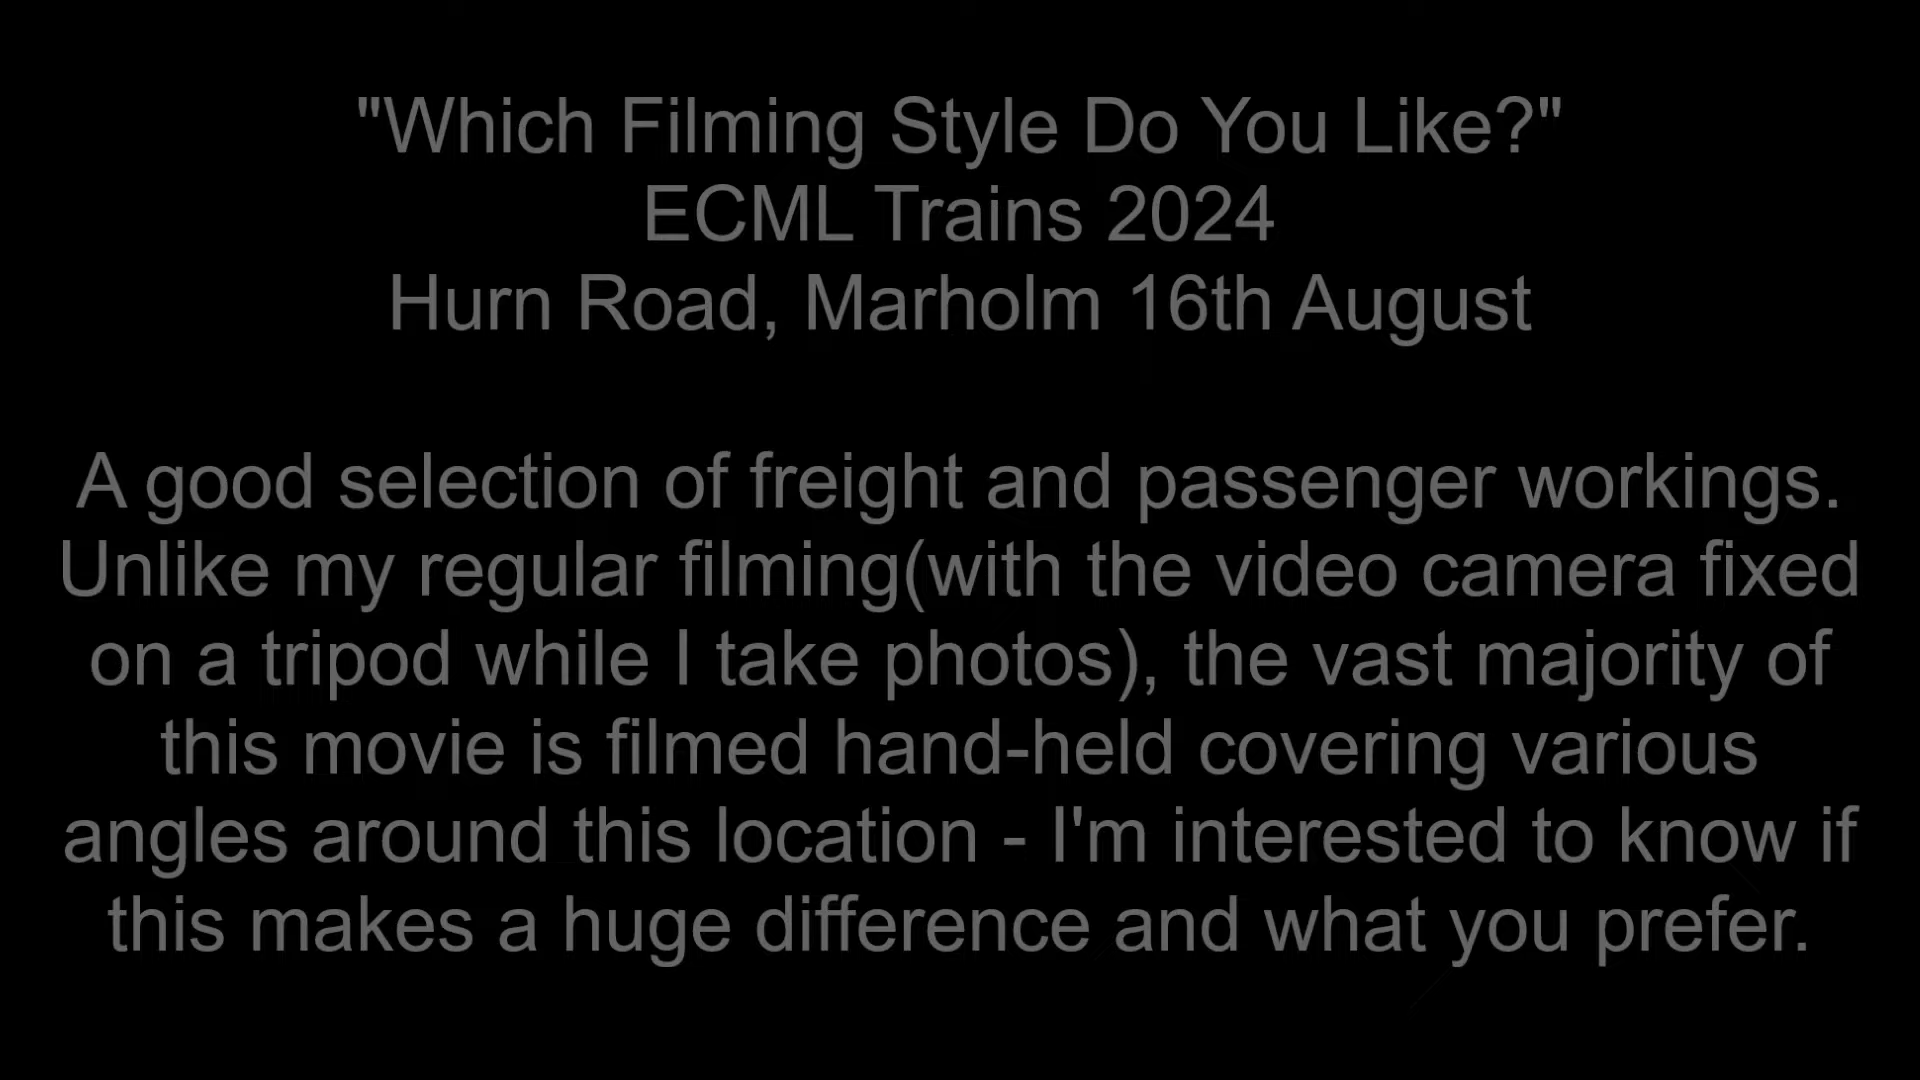 "Which Filming Style Do You Like?"
ECML Trains 2024
Hurn Road, Marholm 16th August
A good selection of freight and passenger workings.
Unlike my regular filming(with the video camera fixed
on a tripod while I take photos), the vast majority of
this movie is filmed hand-held covering various
angles around this location - I'm interested to know if
this makes a huge difference and what you prefer.